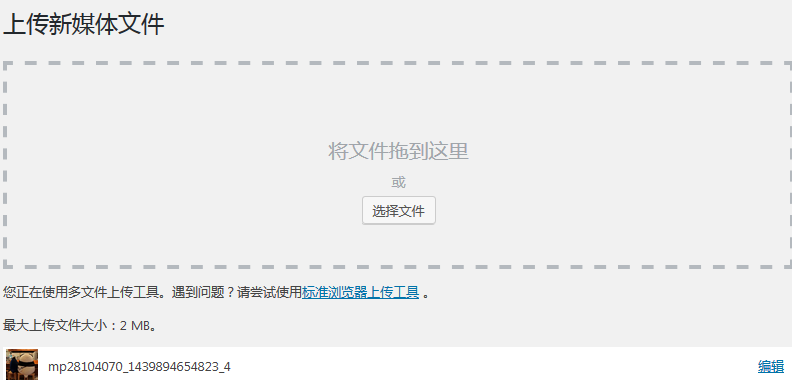 上传新媒体文件
将文件拖到这里
或
选择文件
您正在使用多文件上传工具。遇到问题？请尝试使用标准浏览器上传工具 。
最大上传文件大小：2 MB。
mp28104070_1439894654823_4 编辑